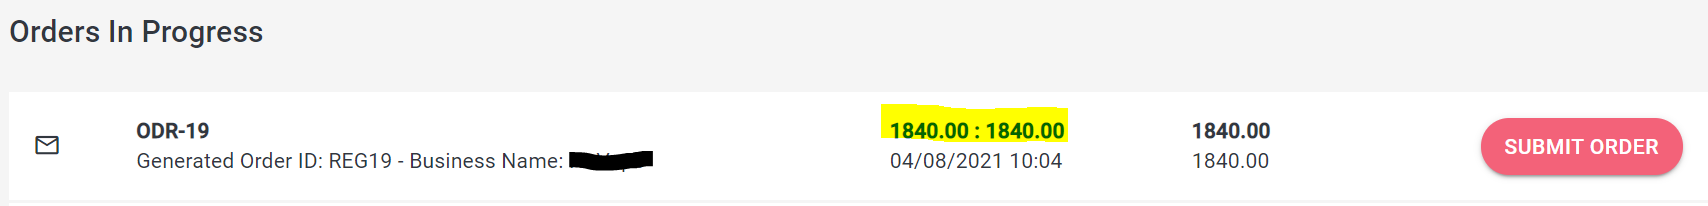 Orders In Progress
ODR-19
Generated Order ID: REG19 - Business Name:
1840.00 : 1840.00
04/08/2021 10:04
1840.00
1840.00
SUBMIT ORDER